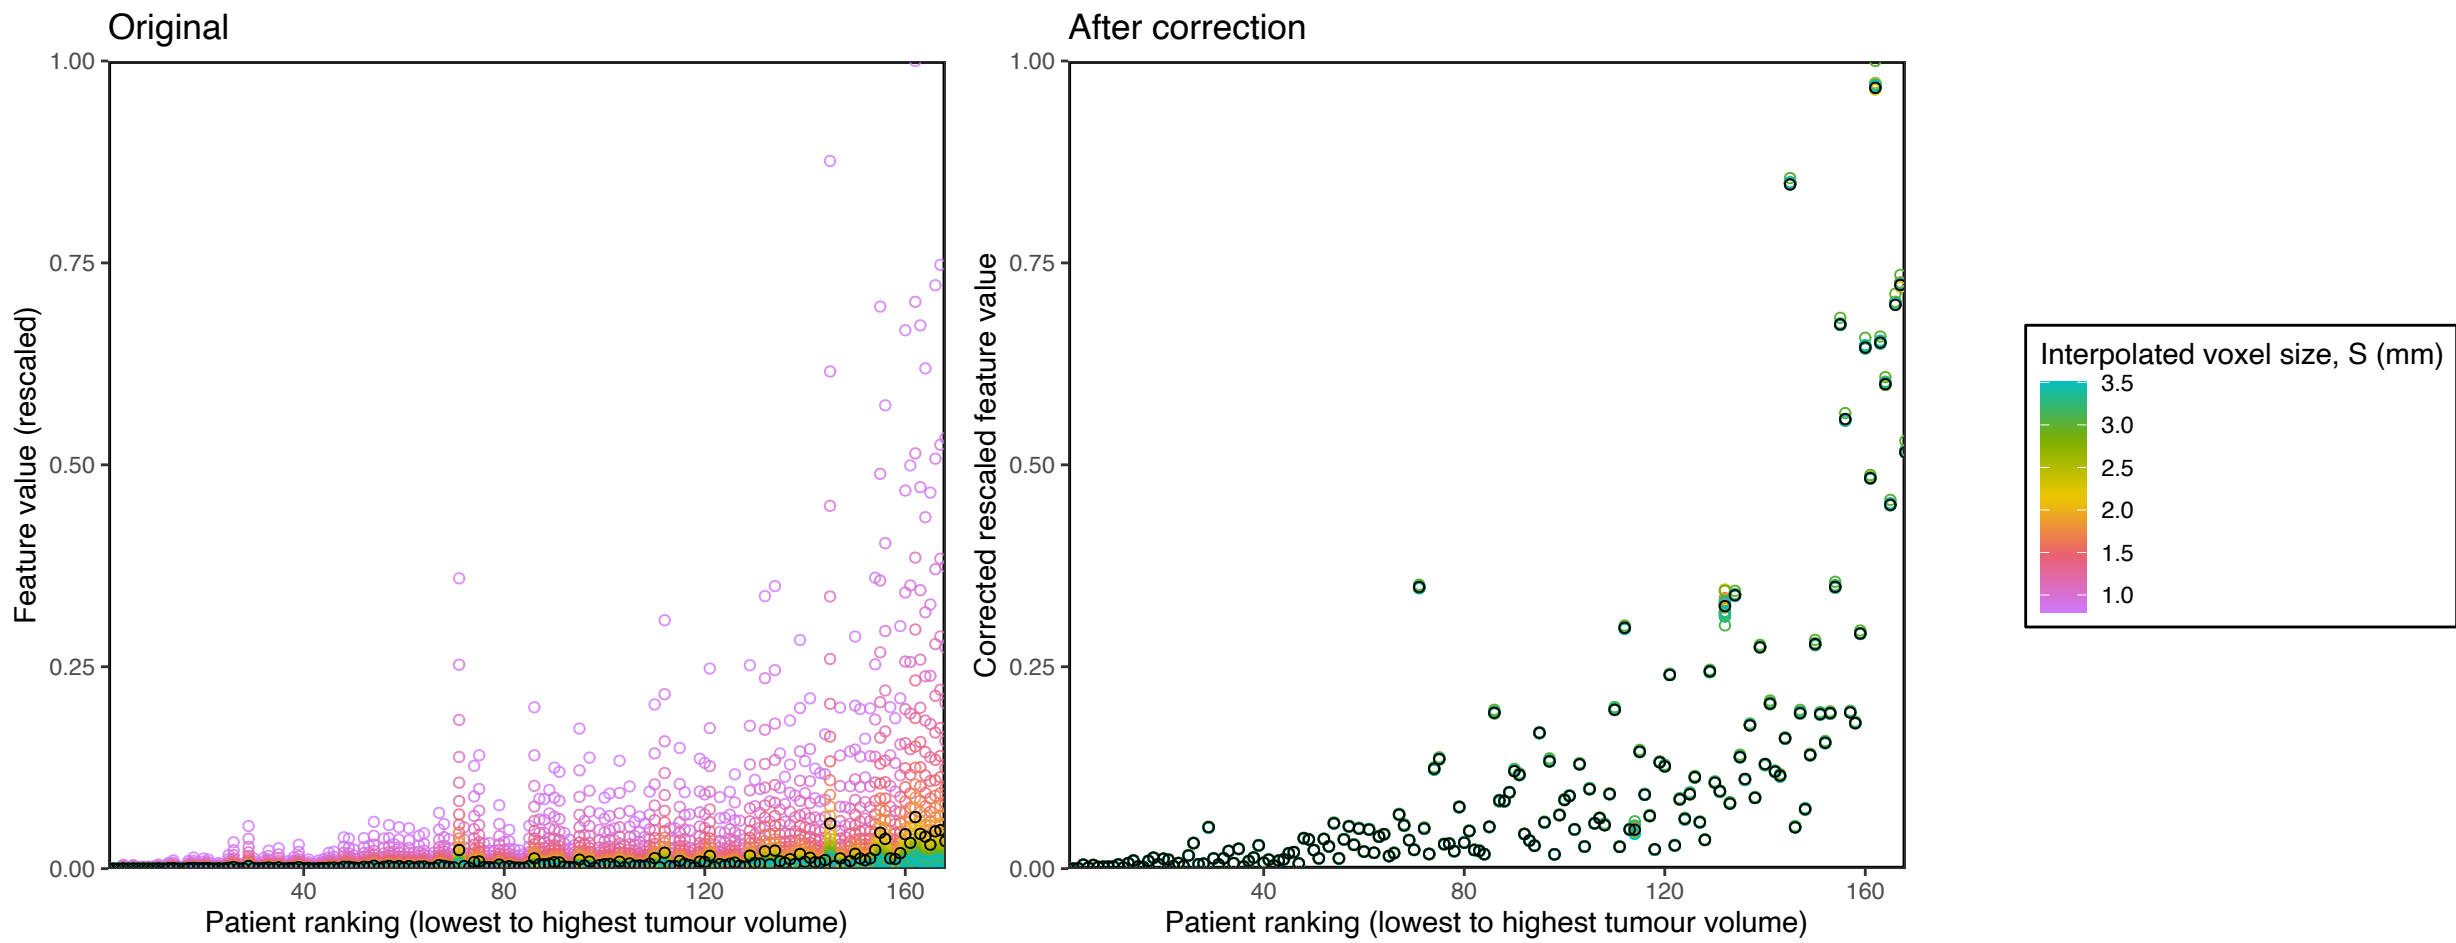 Original
1.00
0.75
0.50
0.25
0.00
40 80 120 160
Feature value (rescaled)
Patient ranking (lowest to highest tumour volume)
After correction
1.00
0.75
0.50
0.25
0.00
40 80 120 160
Corrected rescaled feature value
Patient ranking (lowest to highest tumour volume)
Interpolated voxel size, S (mm)
3.5
3.0
2.5
2.0
1.5
1.0